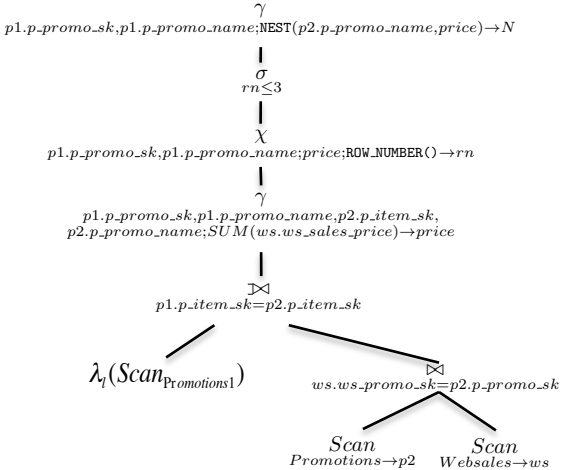 γ
p1.p_promo_sk,p1.p_promo_name;NEST(p2.p_promo_name,price)→N
σ
rn≤3
χ
p1.p_promo_sk,p1.p_promo_name;price;ROW_NUMBER()→rn
γ
p1.p_promo_sk,p1.p_promo_name,p2.p_item_sk,
p2.p_promo_name;SUM(ws.ws_sales_price)→price
⟕
p1.p_item_sk=p2.p_item_sk
λₗ(Scan_Promotions1)
⋈
ws.ws_promo_sk=p2.p_promo_sk
Scan Scan
Promotions→p2 Websales→ws